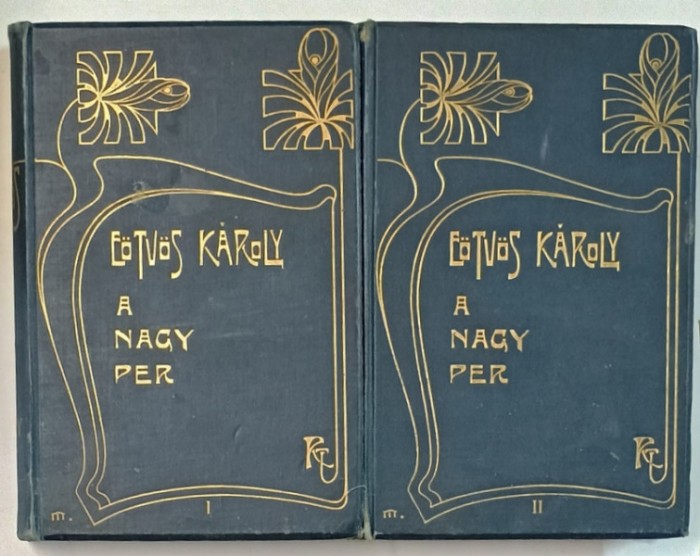 EÖTVÖS KÁROLY
A
NAGY
PER
m.
I
EÖTVÖS KÁROLY
A
NAGY
PER
m.
II